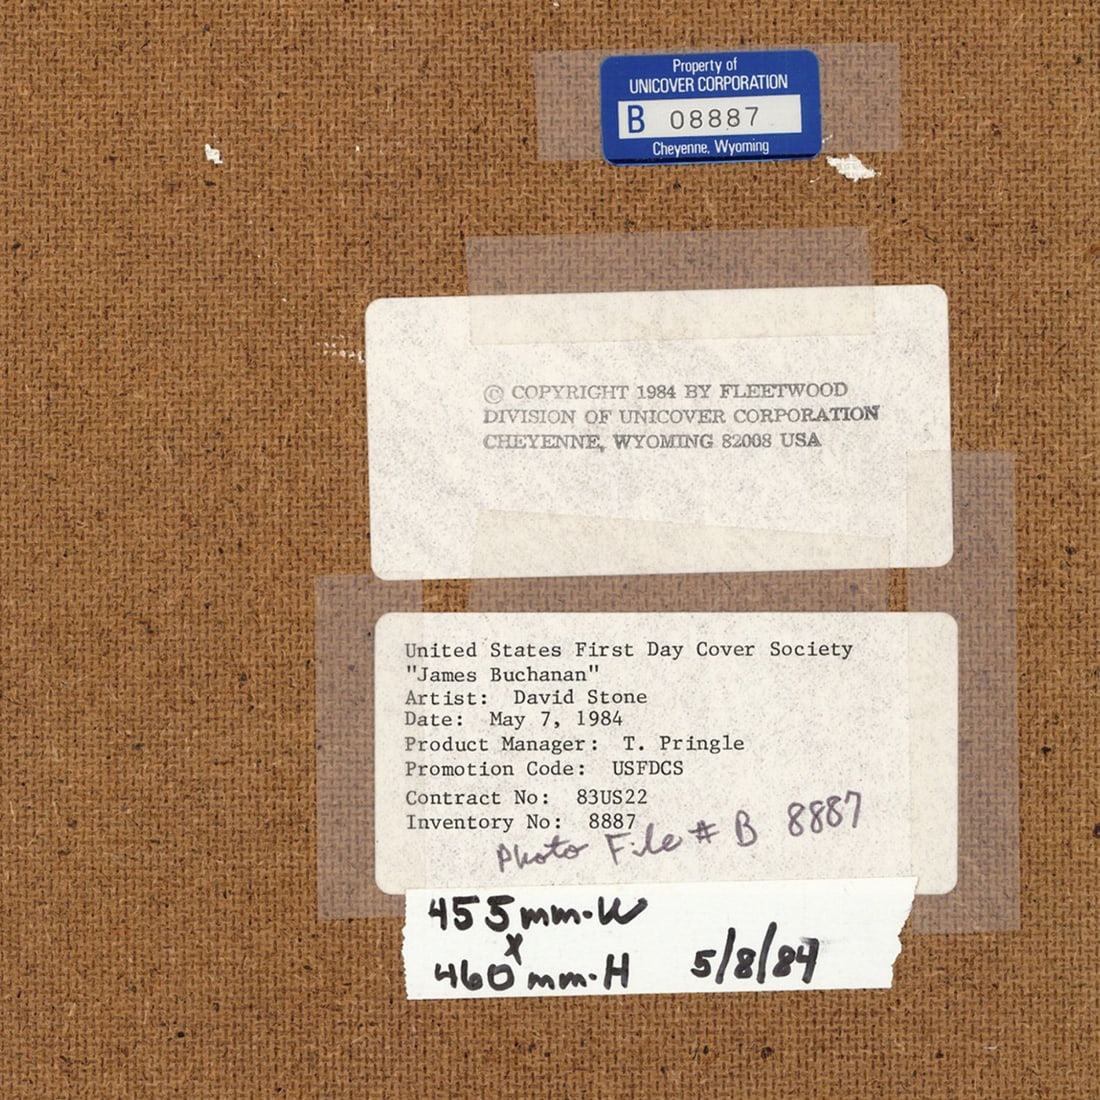 Property of
UNICOVER CORPORATION
B 08887
Cheyenne, Wyoming
© COPYRIGHT 1984 BY FLEETWOOD
DIVISION OF UNICOVER CORPORATION
CHEYENNE, WYOMING 82008 USA
United States First Day Cover Society
"James Buchanan"
Artist: David Stone
Date: May 7, 1984
Product Manager: T. Pringle
Promotion Code: USFDCS
Contract No: 83US22
Inventory No: 8887
Photo File # B 8887
455mm-W
x
460mm-H 5/8/84